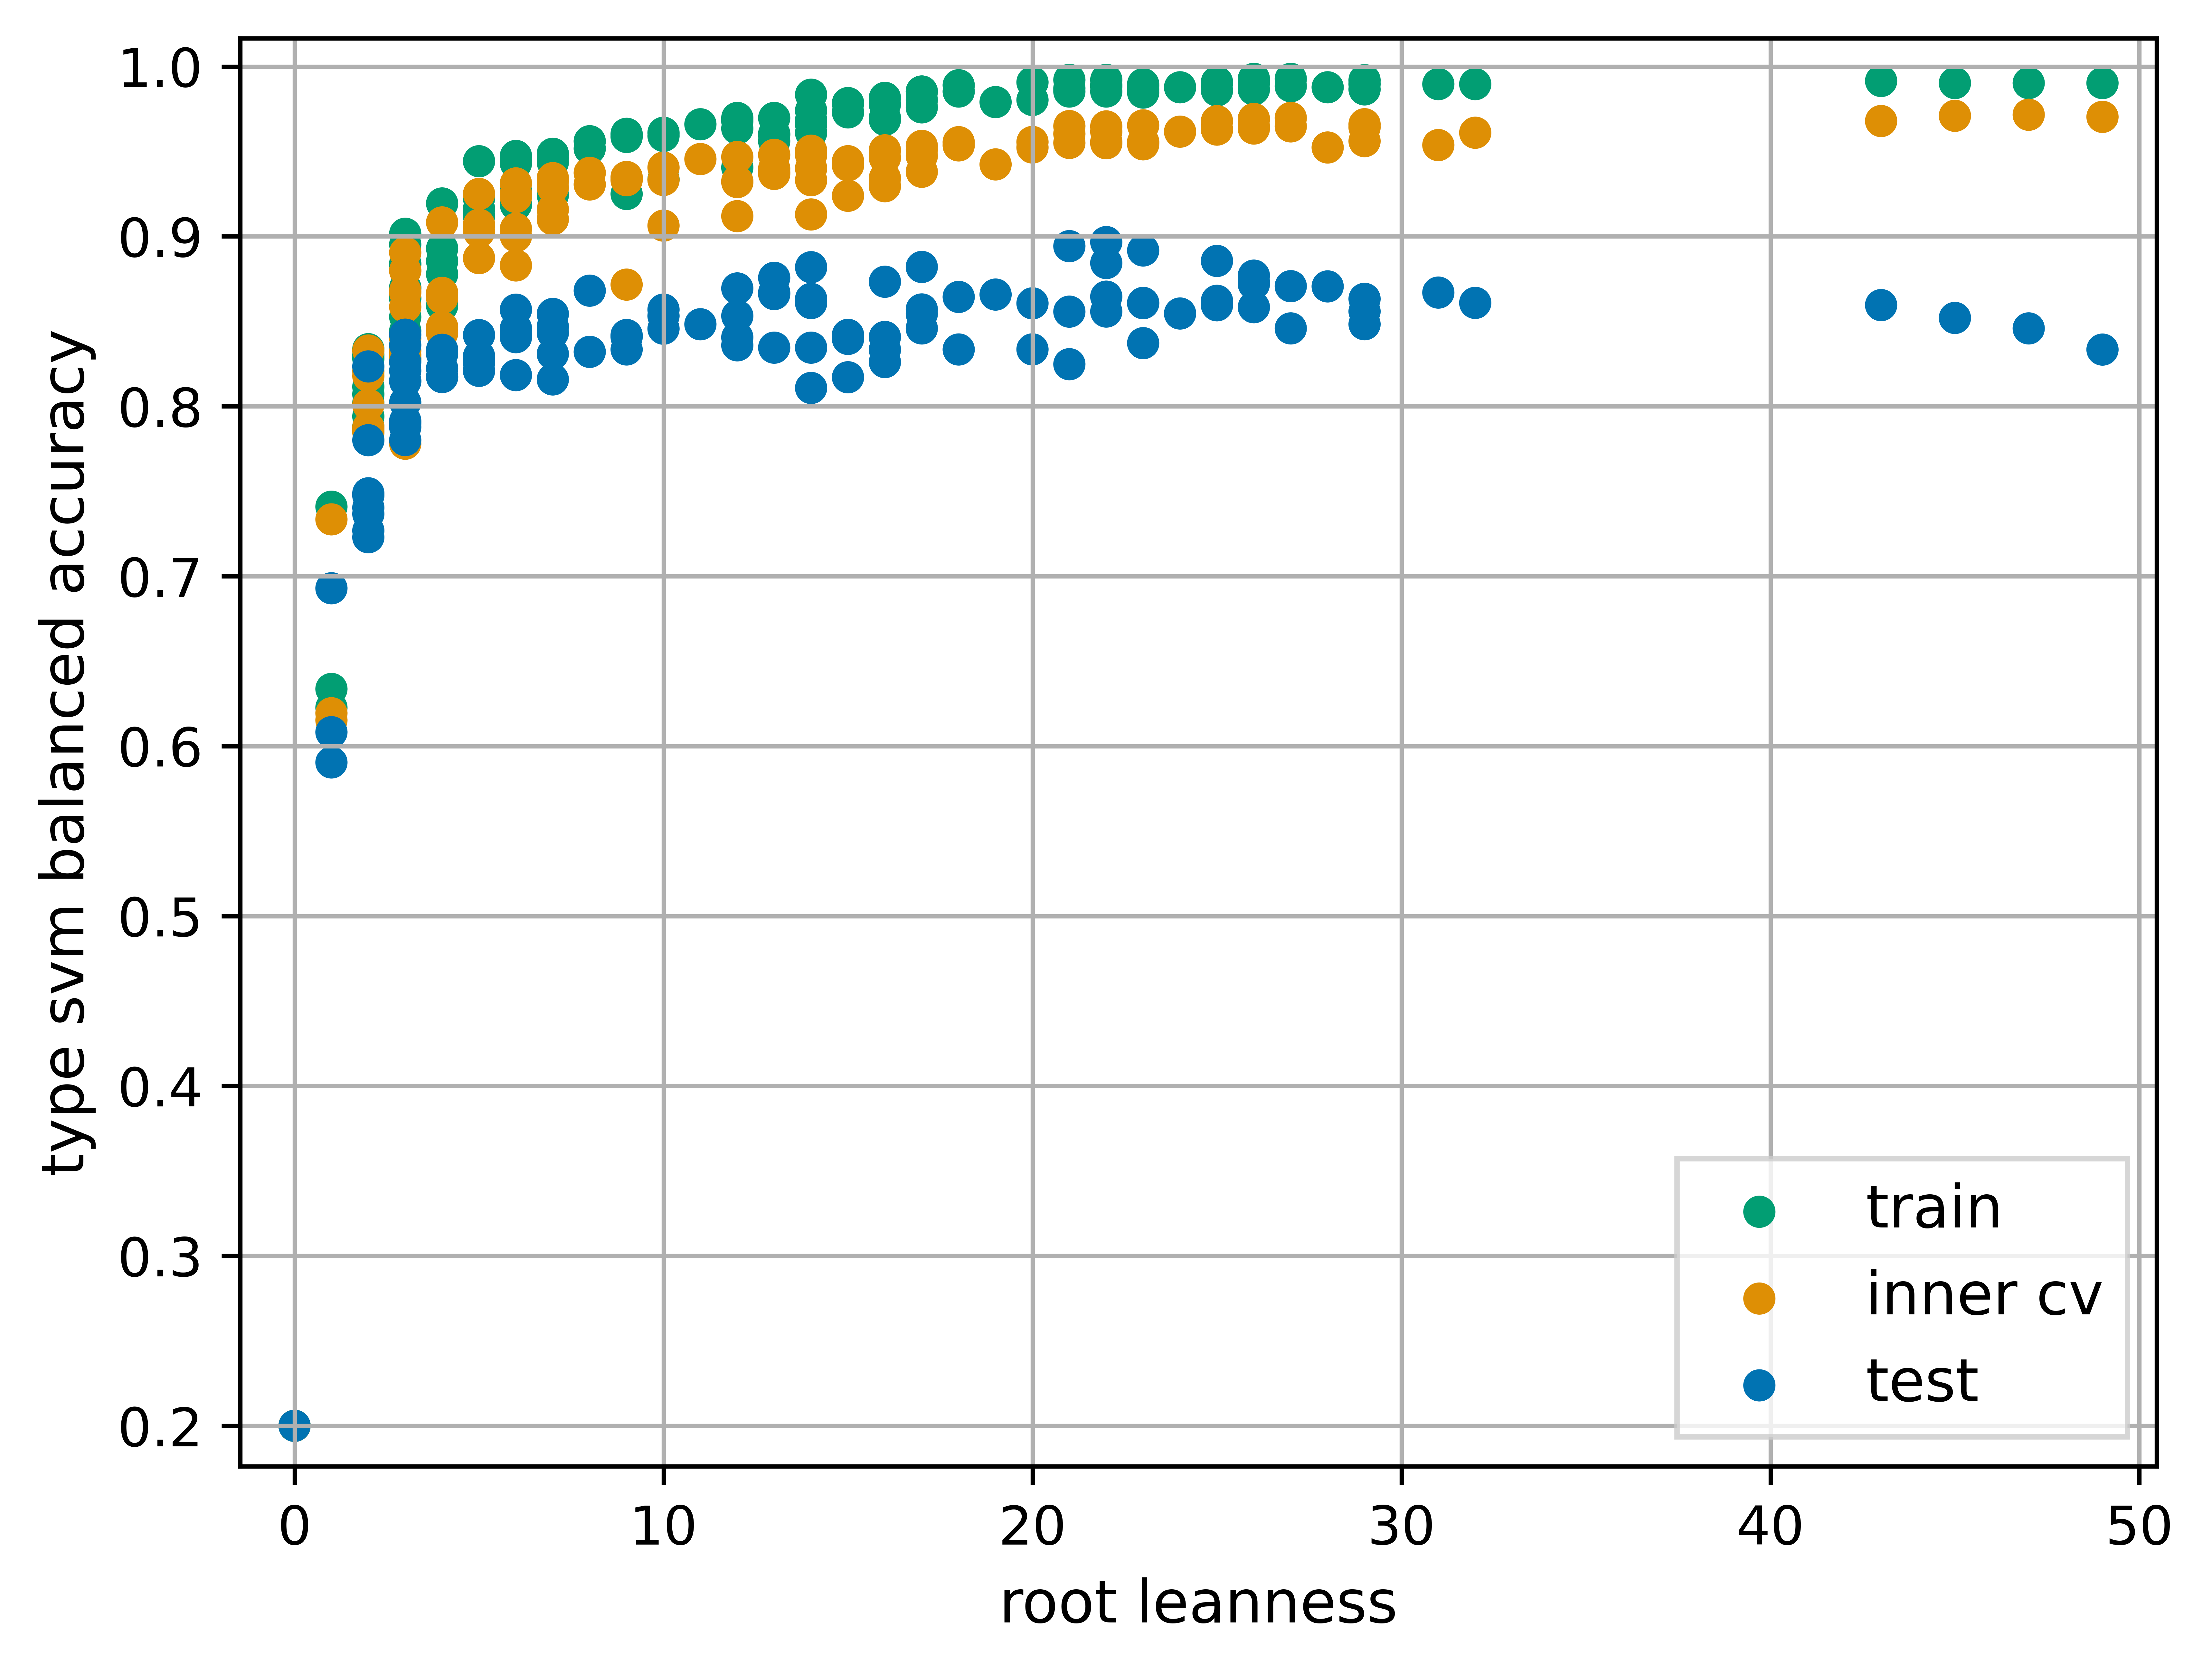 type svm balanced accuracy
1.0
0.9
0.8
0.7
0.6
0.5
0.4
0.3
0.2
train
inner cv
test
0 10 20 30 40 50
root leanness